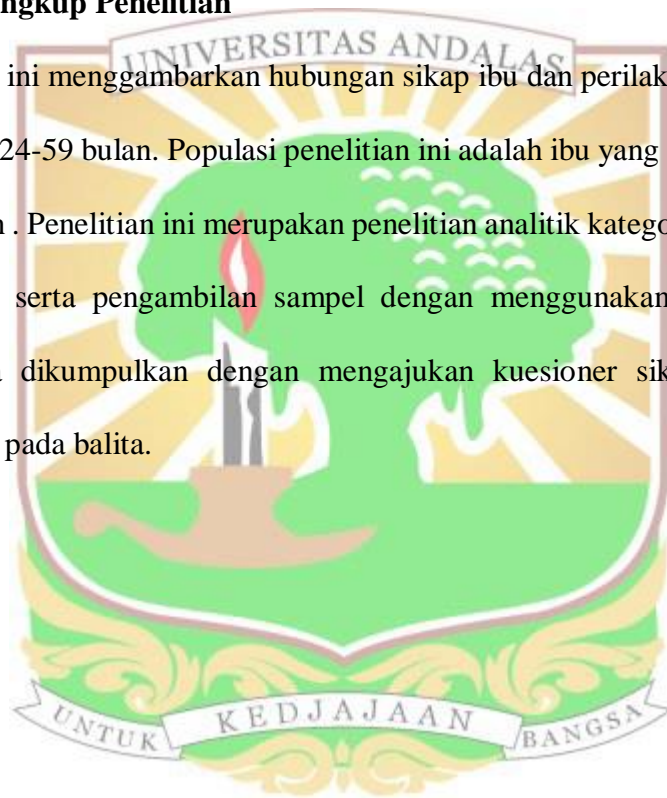 ngkup Penelitian
UNIVERSITAS ANDALAS
ini menggambarkan hubungan sikap ibu dan perilak
24-59 bulan. Populasi penelitian ini adalah ibu yang
n . Penelitian ini merupakan penelitian analitik katego
serta pengambilan sampel dengan menggunakan
a dikumpulkan dengan mengajukan kuesioner sik
pada balita.
UNTUK KEDJAJAAN BANGSA